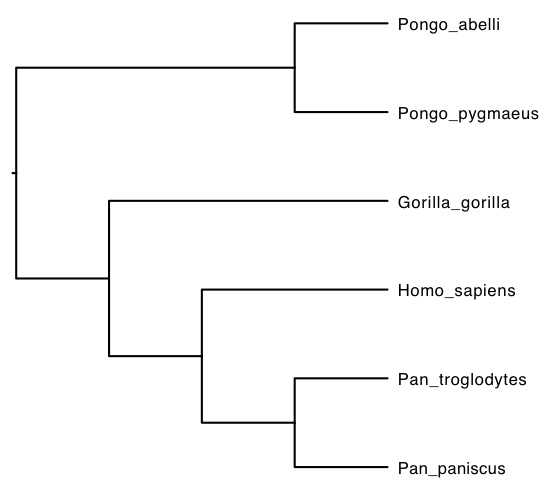 Pongo_abelli
Pongo_pygmaeus
Gorilla_gorilla
Homo_sapiens
Pan_troglodytes
Pan_paniscus